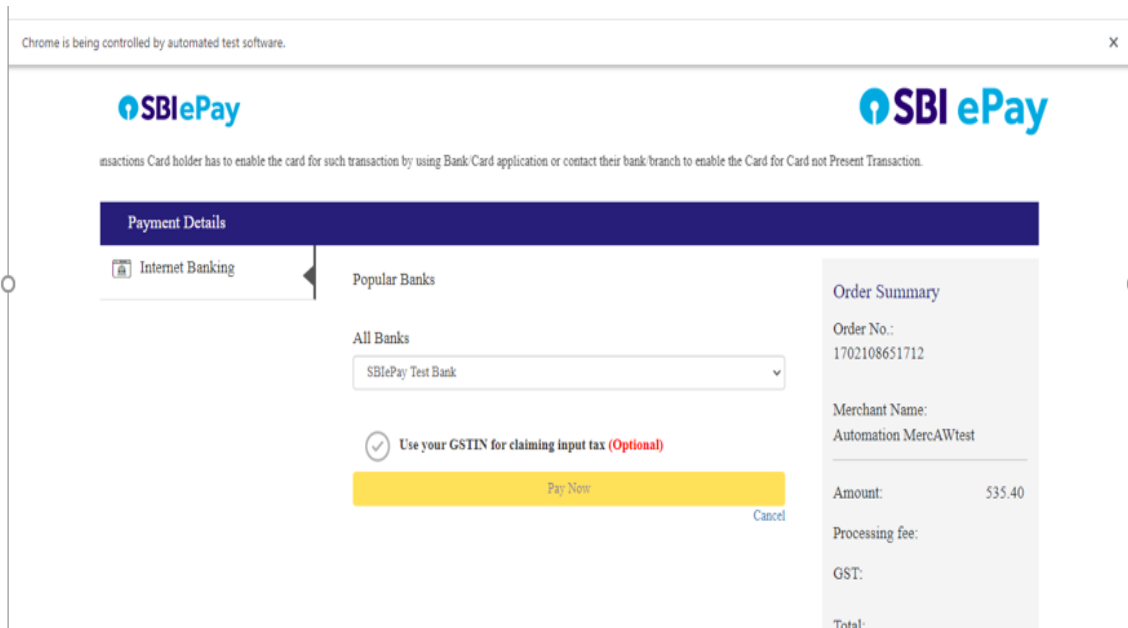 Chrome is being controlled by automated test software.
SBI ePay
SBI ePay
nsactions Card holder has to enable the card for such transaction by using Bank/Card application or contact their bank/branch to enable the Card for Card not Present Transaction.
Payment Details
Internet Banking
Popular Banks
All Banks
SBIePay Test Bank
Use your GSTIN for claiming input tax (Optional)
Pay Now
Cancel
Order Summary
Order No.:
1702108651712
Merchant Name:
Automation MercAWtest
Amount: 535.40
Processing fee:
GST:
Total: